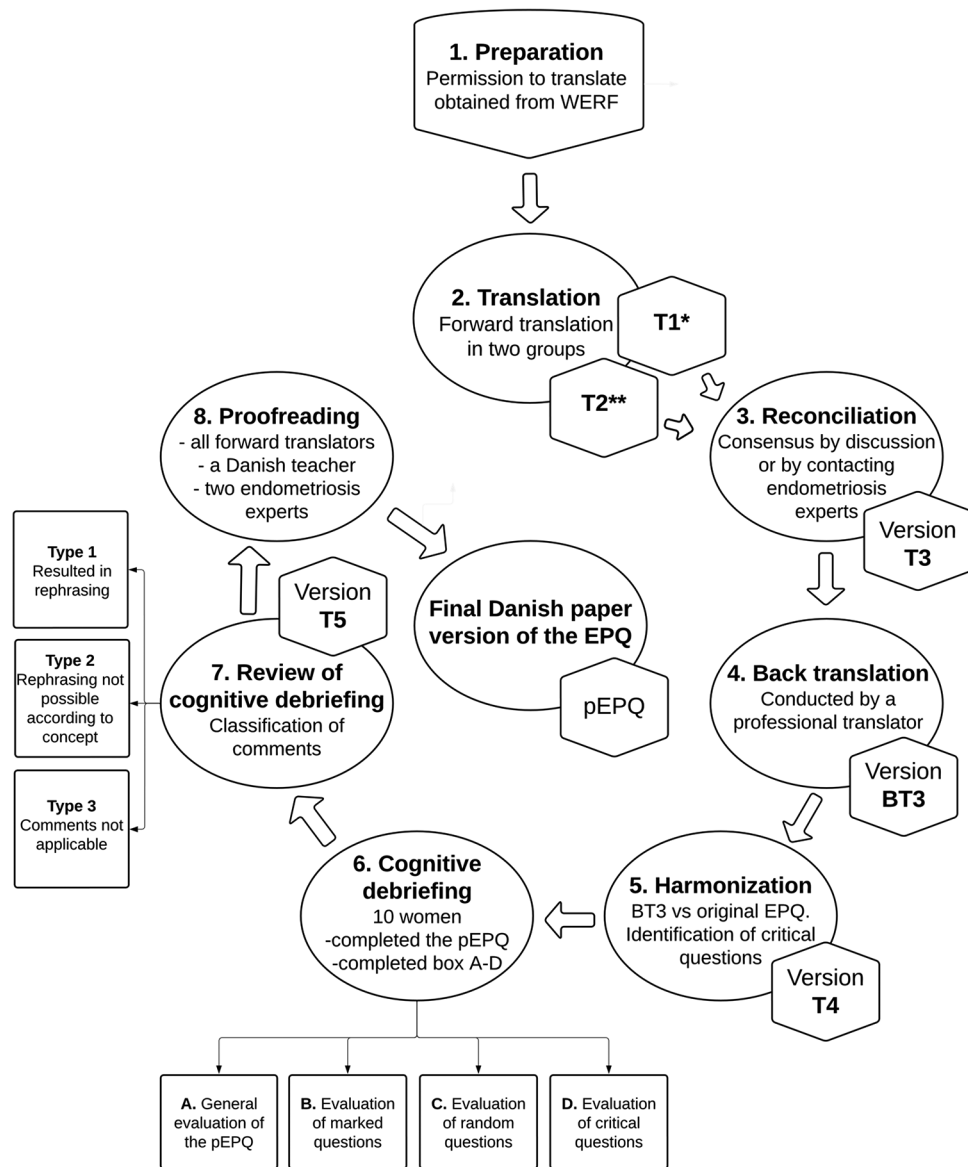 1. Preparation
Permission to translate
obtained from WERF
2. Translation
Forward translation
in two groups
T1*
T2**
3. Reconciliation
Consensus by discussion
or by contacting
endometriosis
experts
Version
T3
4. Back translation
Conducted by a
professional translator
Version
BT3
5. Harmonization
BT3 vs original EPQ.
Identification of critical
questions
Version
T4
6. Cognitive
debriefing
10 women
-completed the pEPQ
-completed box A-D
A. General
evaluation of
the pEPQ
B. Evaluation
of marked
questions
C. Evaluation
of random
questions
D. Evaluation
of critical
questions
7. Review of
cognitive debriefing
Classification of
comments
Version
T5
Type 1
Resulted in
rephrasing
Type 2
Rephrasing not
possible
according to
concept
Type 3
Comments not
applicable
8. Proofreading
- all forward translators
- a Danish teacher
- two endometriosis
experts
Final Danish paper
version of the EPQ
pEPQ